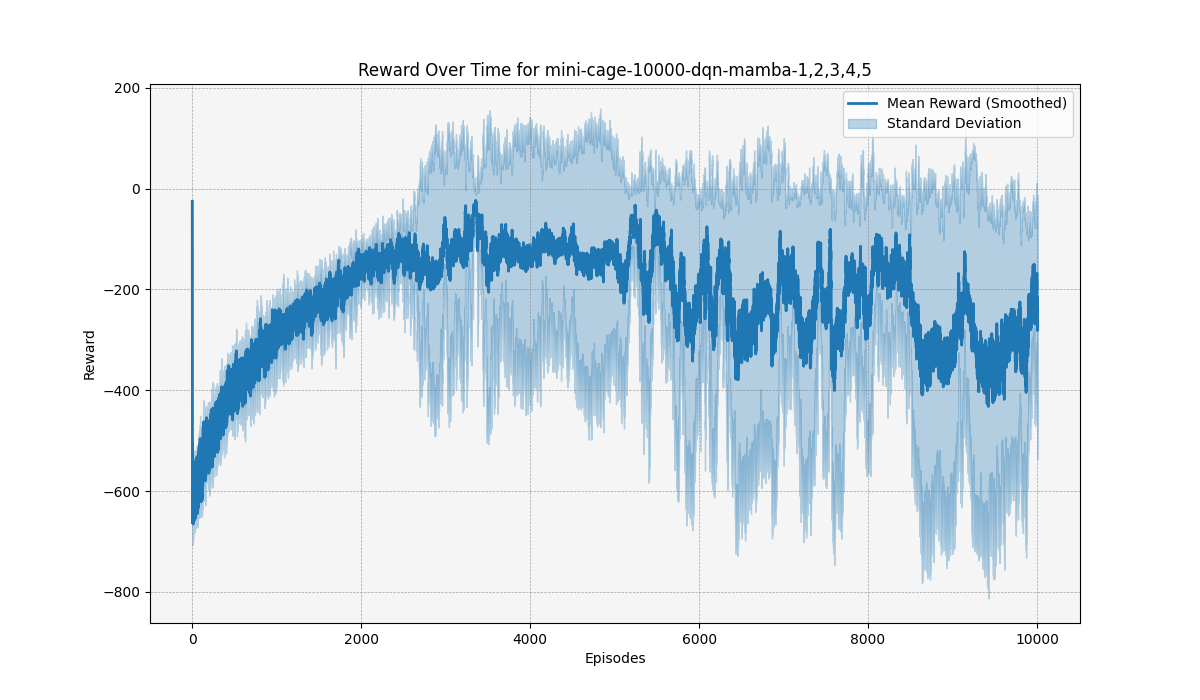 Reward Over Time for mini-cage-10000-dqn-mamba-1,2,3,4,5
Mean Reward (Smoothed)
Standard Deviation
200
0
−200
−400
−600
−800
Reward
0 2000 4000 6000 8000 10000
Episodes